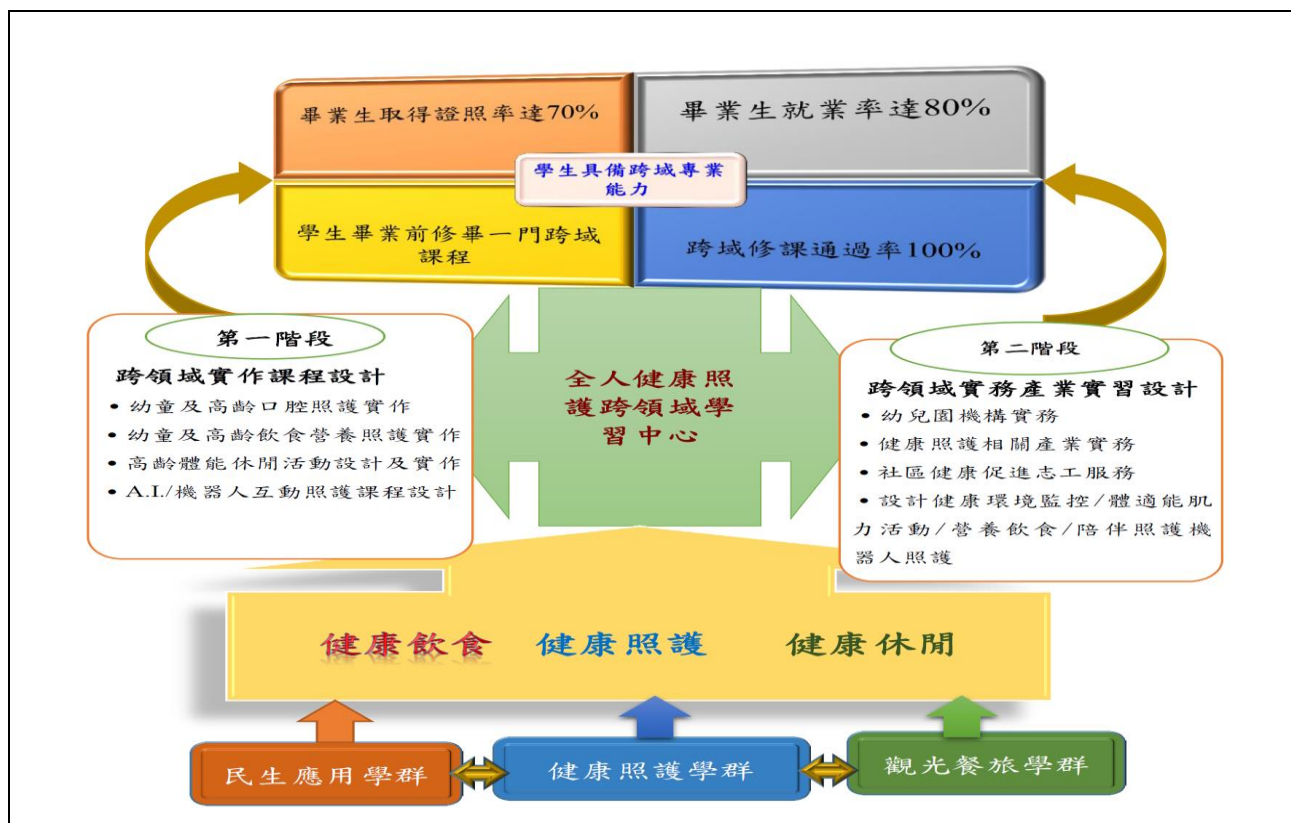 畢業生取得證照率達70%
畢業生就業率達80%
學生具備跨域專業
能力
學生畢業前修畢一門跨域
課程
跨域修課通過率100%
第一階段
跨領域實作課程設計
• 幼童及高齡口腔照護實作
• 幼童及高齡飲食營養照護實作
• 高齡體能休閒活動設計及實作
• A.I./機器人互動照護課程設計
全人健康照
護跨領域學
習中心
第二階段
跨領域實務產業實習設計
• 幼兒園機構實務
• 健康照護相關產業實務
• 社區健康促進志工服務
• 設計健康環境監控/體適能肌
力活動/營養飲食/陪伴照護機
器人照護
健康飲食 健康照護 健康休閒
民生應用學群
健康照護學群
觀光餐旅學群